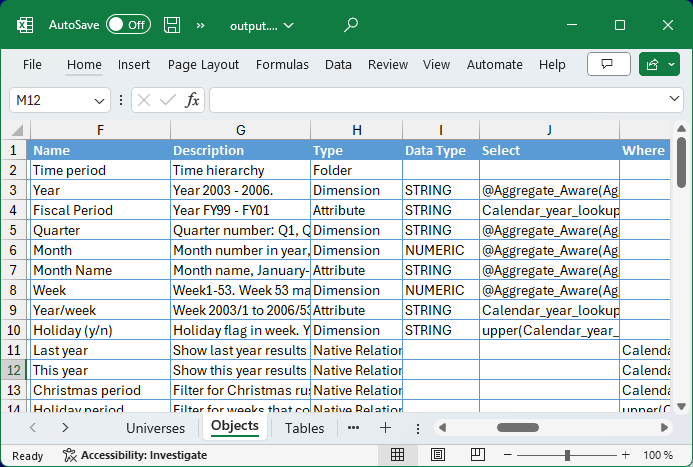 AutoSave Off » output....
File Home Insert Page Layout Formulas Data Review View Automate Help
M12 fx
F G H I J
1 Name Description Type Data Type Select Where
2 Time period Time hierarchy Folder
3 Year Year 2003 - 2006. Dimension STRING @Aggregate_Aware(Ag
4 Fiscal Period Year FY99 - FY01 Attribute STRING Calendar_year_lookup
5 Quarter Quarter number: Q1, Q Dimension STRING @Aggregate_Aware(Ag
6 Month Month number in year, Dimension NUMERIC @Aggregate_Aware(Ag
7 Month Name Month name, January- Attribute STRING @Aggregate_Aware(Ag
8 Week Week1-53. Week 53 ma Dimension NUMERIC @Aggregate_Aware(Ag
9 Year/week Week 2003/1 to 2006/53 Attribute STRING Calendar_year_lookup
10 Holiday (y/n) Holiday flag in week. Y Dimension STRING upper(Calendar_year_
11 Last year Show last year results Native Relation Calenda
12 This year Show this year results Native Relation Calenda
13 Christmas period Filter for Christmas rus Native Relation Calenda
14 Holiday period Filter for weeks that co Native Relation upper(C
Universes Objects Tables ...
Ready Accessibility: Investigate 100 %